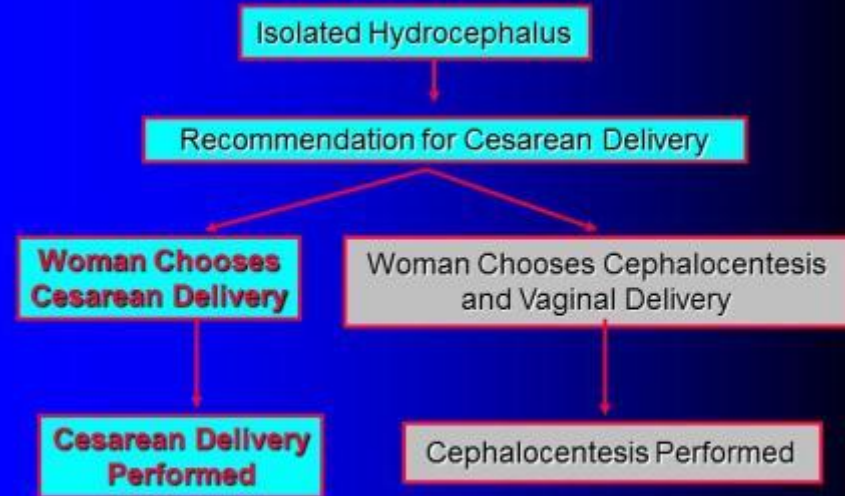 Isolated Hydrocephalus
Recommendation for Cesarean Delivery
Woman Chooses
Cesarean Delivery
Woman Chooses Cephalocentesis
and Vaginal Delivery
Cesarean Delivery
Performed
Cephalocentesis Performed